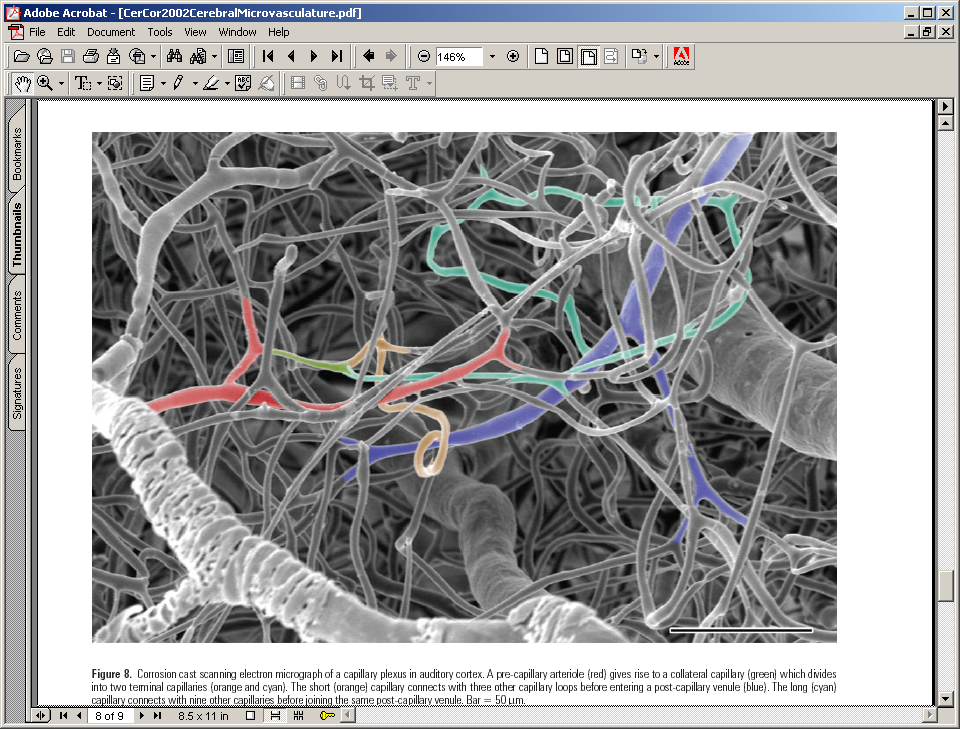 Adobe Acrobat - [CerCor2002CerebralMicrovasculature.pdf]
File Edit Document Tools View Window Help
146%
Adobe
Bookmarks
Thumbnails
Comments
Signatures
Figure 8. Corrosion cast scanning electron micrograph of a capillary plexus in auditory cortex. A pre-capillary arteriole (red) gives rise to a collateral capillary (green) which divides
into two terminal capillaries (orange and cyan). The short (orange) capillary connects with three other capillary loops before entering a post-capillary venule (blue). The long (cyan)
capillary connects with nine other capillaries before joining the same post-capillary venule. Bar = 50 μm.
8 of 9 8.5 x 11 in